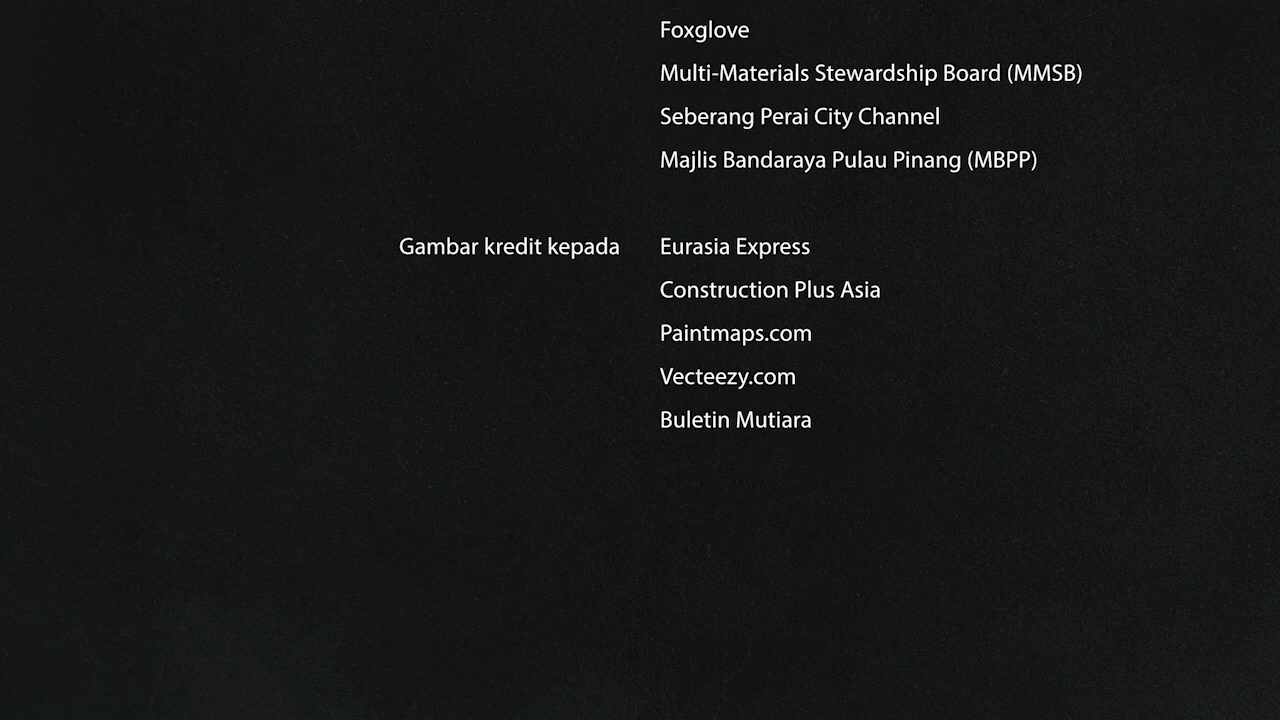 Foxglove
Multi-Materials Stewardship Board (MMSB)
Seberang Perai City Channel
Majlis Bandaraya Pulau Pinang (MBPP)
Gambar kredit kepada Eurasia Express
Construction Plus Asia
Paintmaps.com
Vecteezy.com
Buletin Mutiara